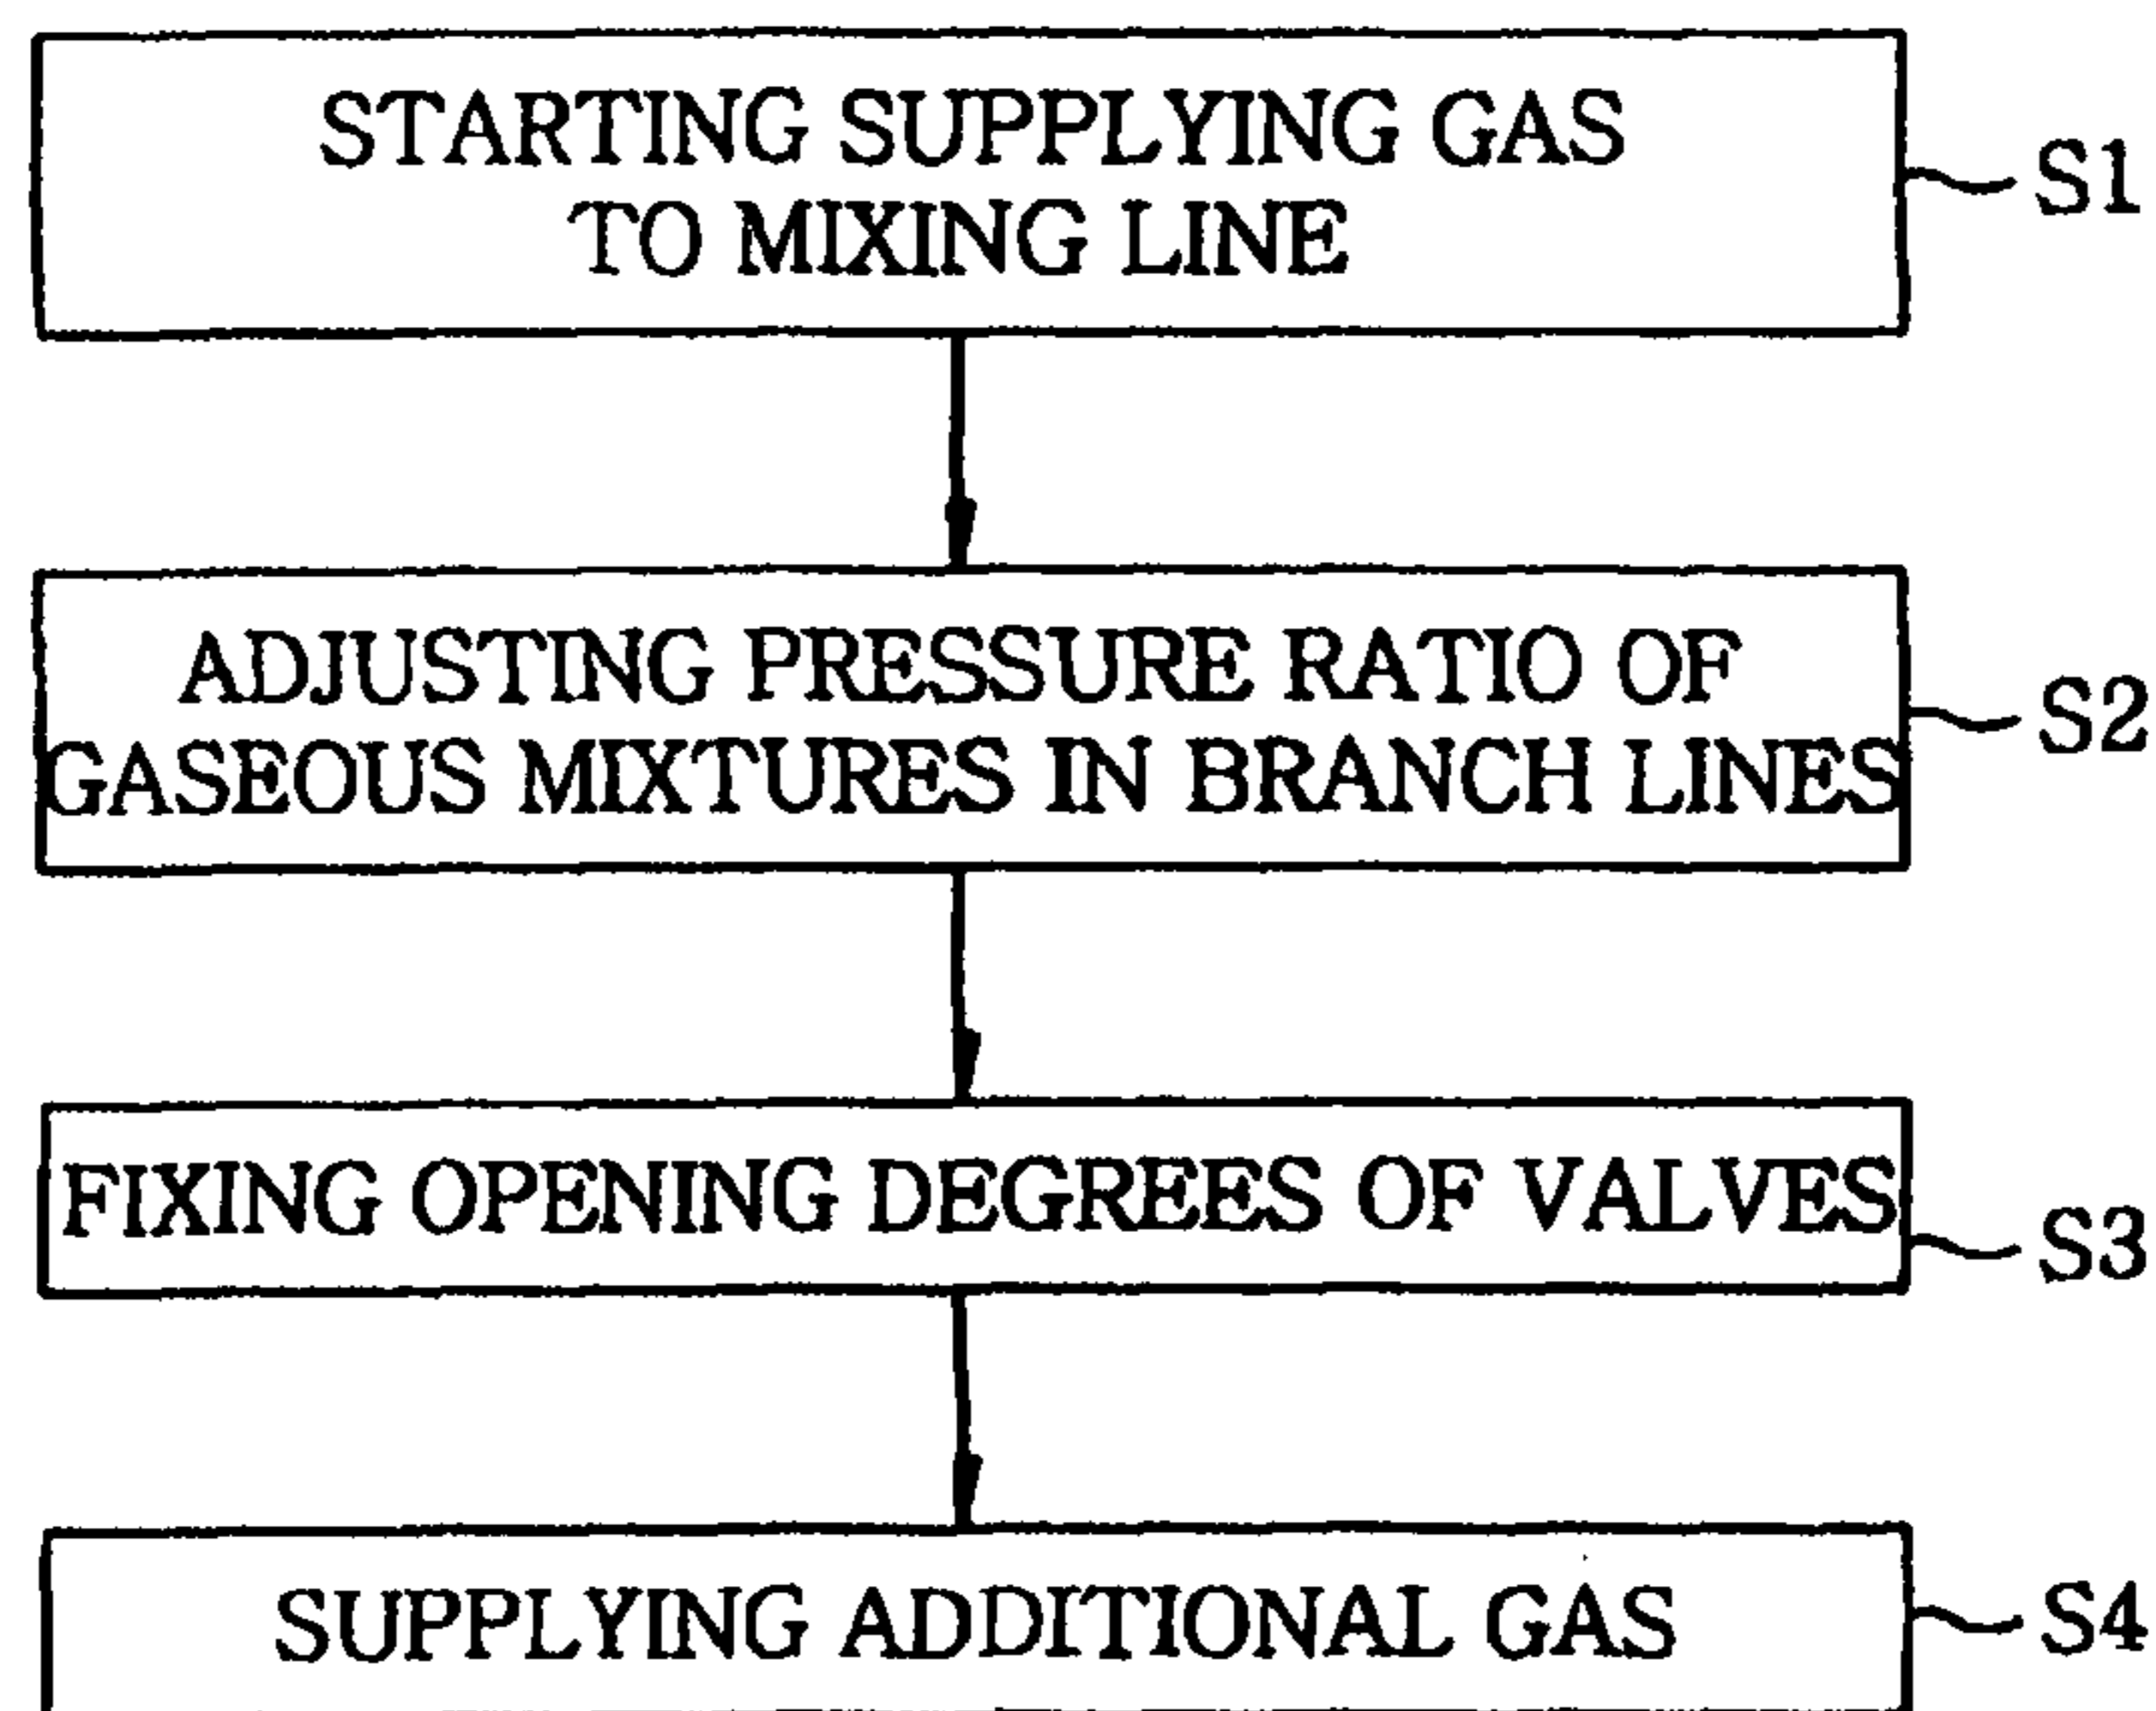 STARTING SUPPLYING GAS
TO MIXING LINE
S1
ADJUSTING PRESSURE RATIO OF
GASEOUS MIXTURES IN BRANCH LINES
S2
FIXING OPENING DEGREES OF VALVES
S3
SUPPLYING ADDITIONAL GAS
S4